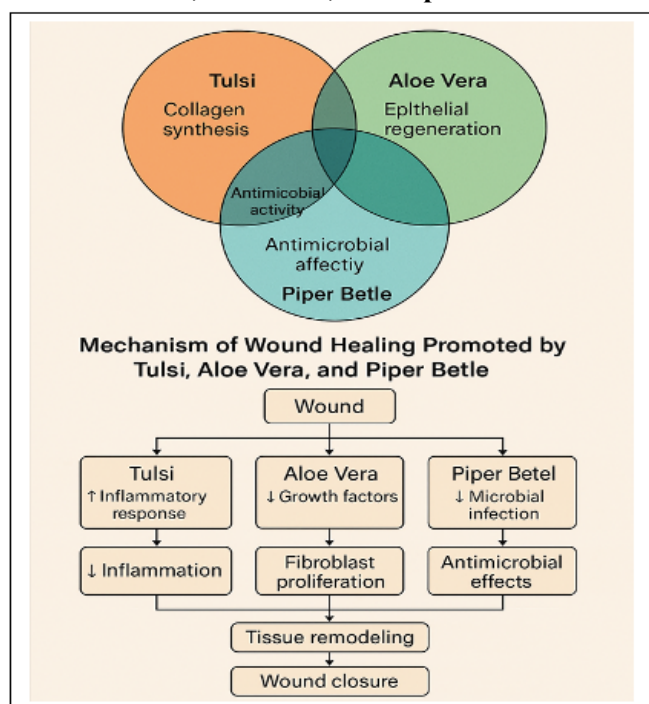 Tulsi
Collagen
synthesis
Aloe Vera
Eplthelial
regeneration
Antimicobial
activity
Antimicrobial
affectiy
Piper Betle
Mechanism of Wound Healing Promoted by
Tulsi, Aloe Vera, and Piper Betle
Wound
Tulsi
↑ Inflammatory
response
Aloe Vera
↓ Growth factors
Piper Betel
↓ Microbial
infection
↓ Inflammation
Fibroblast
proliferation
Antimicrobial
effects
Tissue remodeling
Wound closure